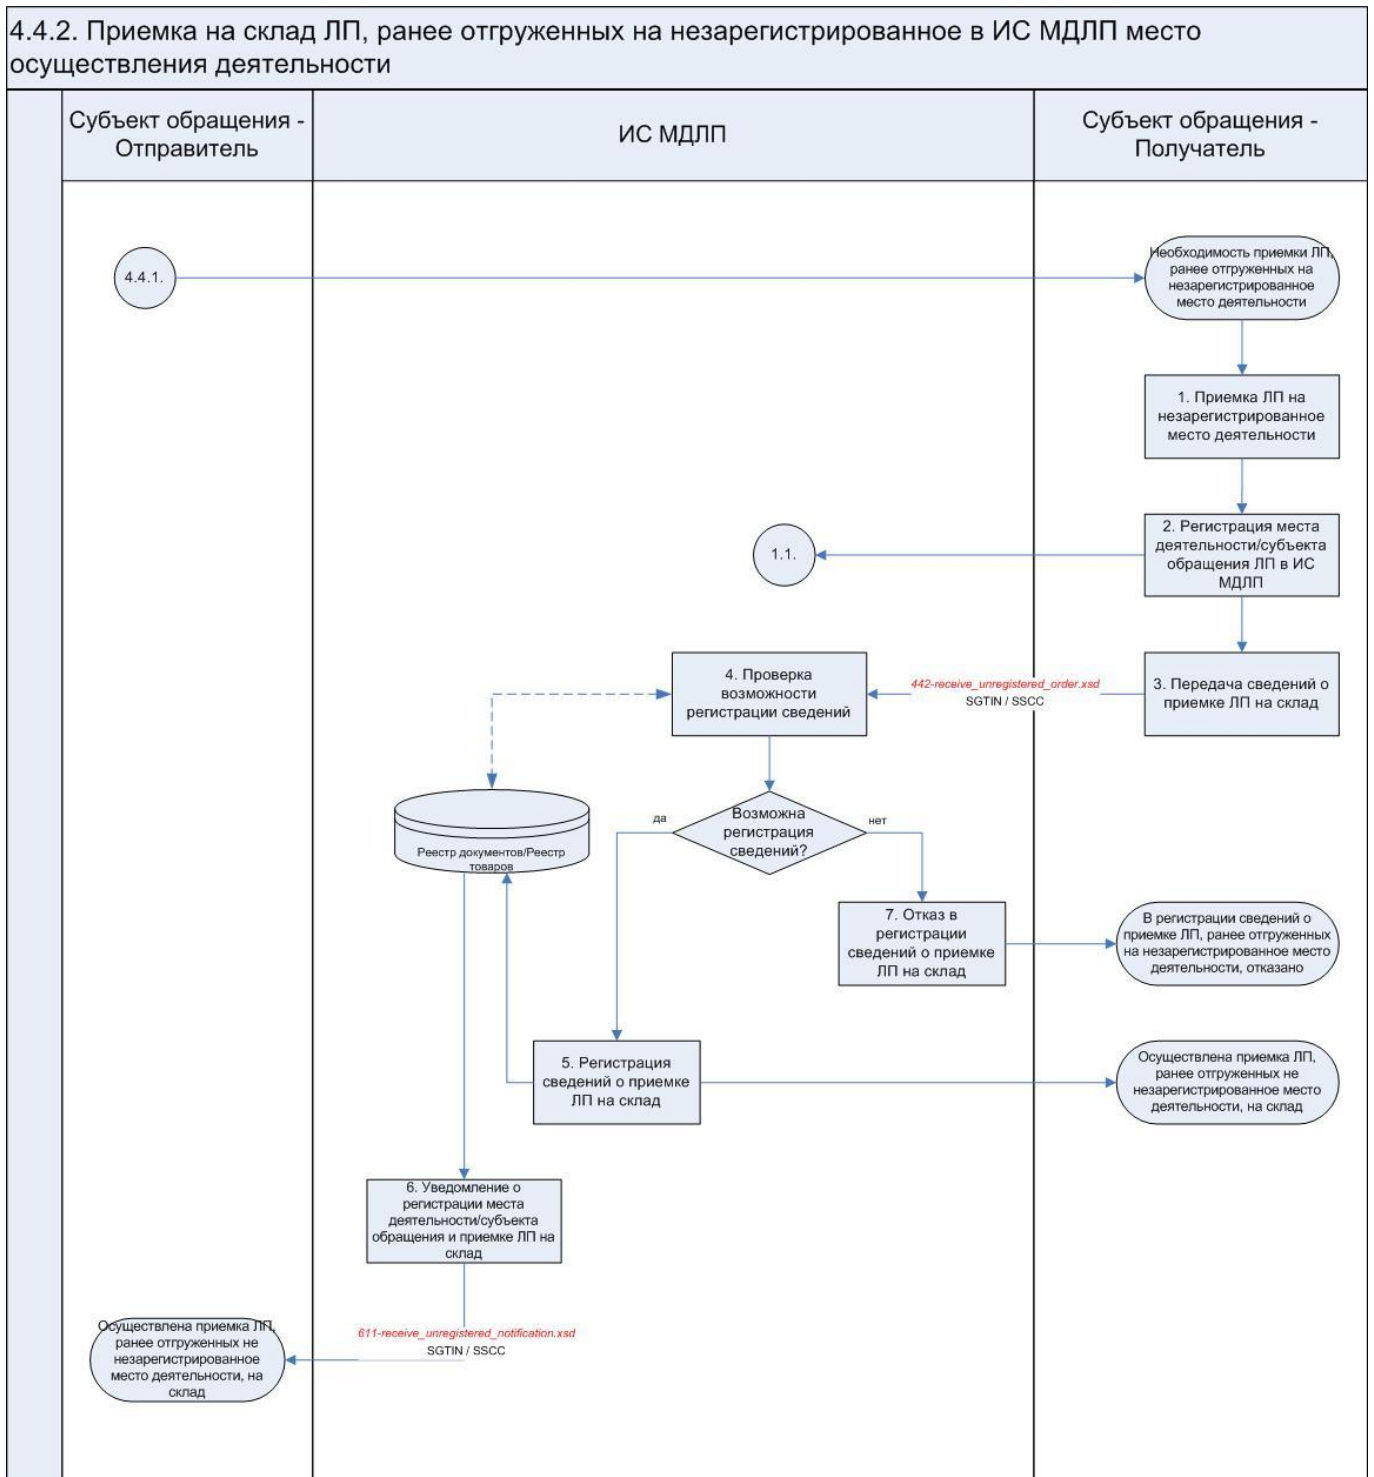 4.4.2. Приемка на склад ЛП, ранее отгруженных на незарегистрированное в ИС МДЛП место
осуществления деятельности
Субъект обращения -
Отправитель
ИС МДЛП
Субъект обращения -
Получатель
4.4.1.
Необходимость приемки ЛП,
ранее отгруженных на
незарегистрированное
место деятельности
1. Приемка ЛП на
незарегистрированное
место деятельности
2. Регистрация места
деятельности/субъекта
обращения ЛП в ИС
МДЛП
1.1.
3. Передача сведений о
приемке ЛП на склад
442-receive_unregistered_order.xsd
SGTIN / SSCC
4. Проверка
возможности
регистрации сведений
Реестр документов/Реестр
товаров
да
Возможна
регистрация
сведений?
нет
7. Отказ в
регистрации
сведений о приемке
ЛП на склад
В регистрации сведений о
приемке ЛП, ранее отгруженных
на незарегистрированное место
деятельности, отказано
5. Регистрация
сведений о приемке
ЛП на склад
Осуществлена приемка ЛП,
ранее отгруженных не
незарегистрированное место
деятельности, на склад
6. Уведомление о
регистрации места
деятельности/субъекта
обращения и приемке ЛП на
склад
611-receive_unregistered_notification.xsd
SGTIN / SSCC
Осуществлена приемка ЛП,
ранее отгруженных не
незарегистрированное
место деятельности, на
склад